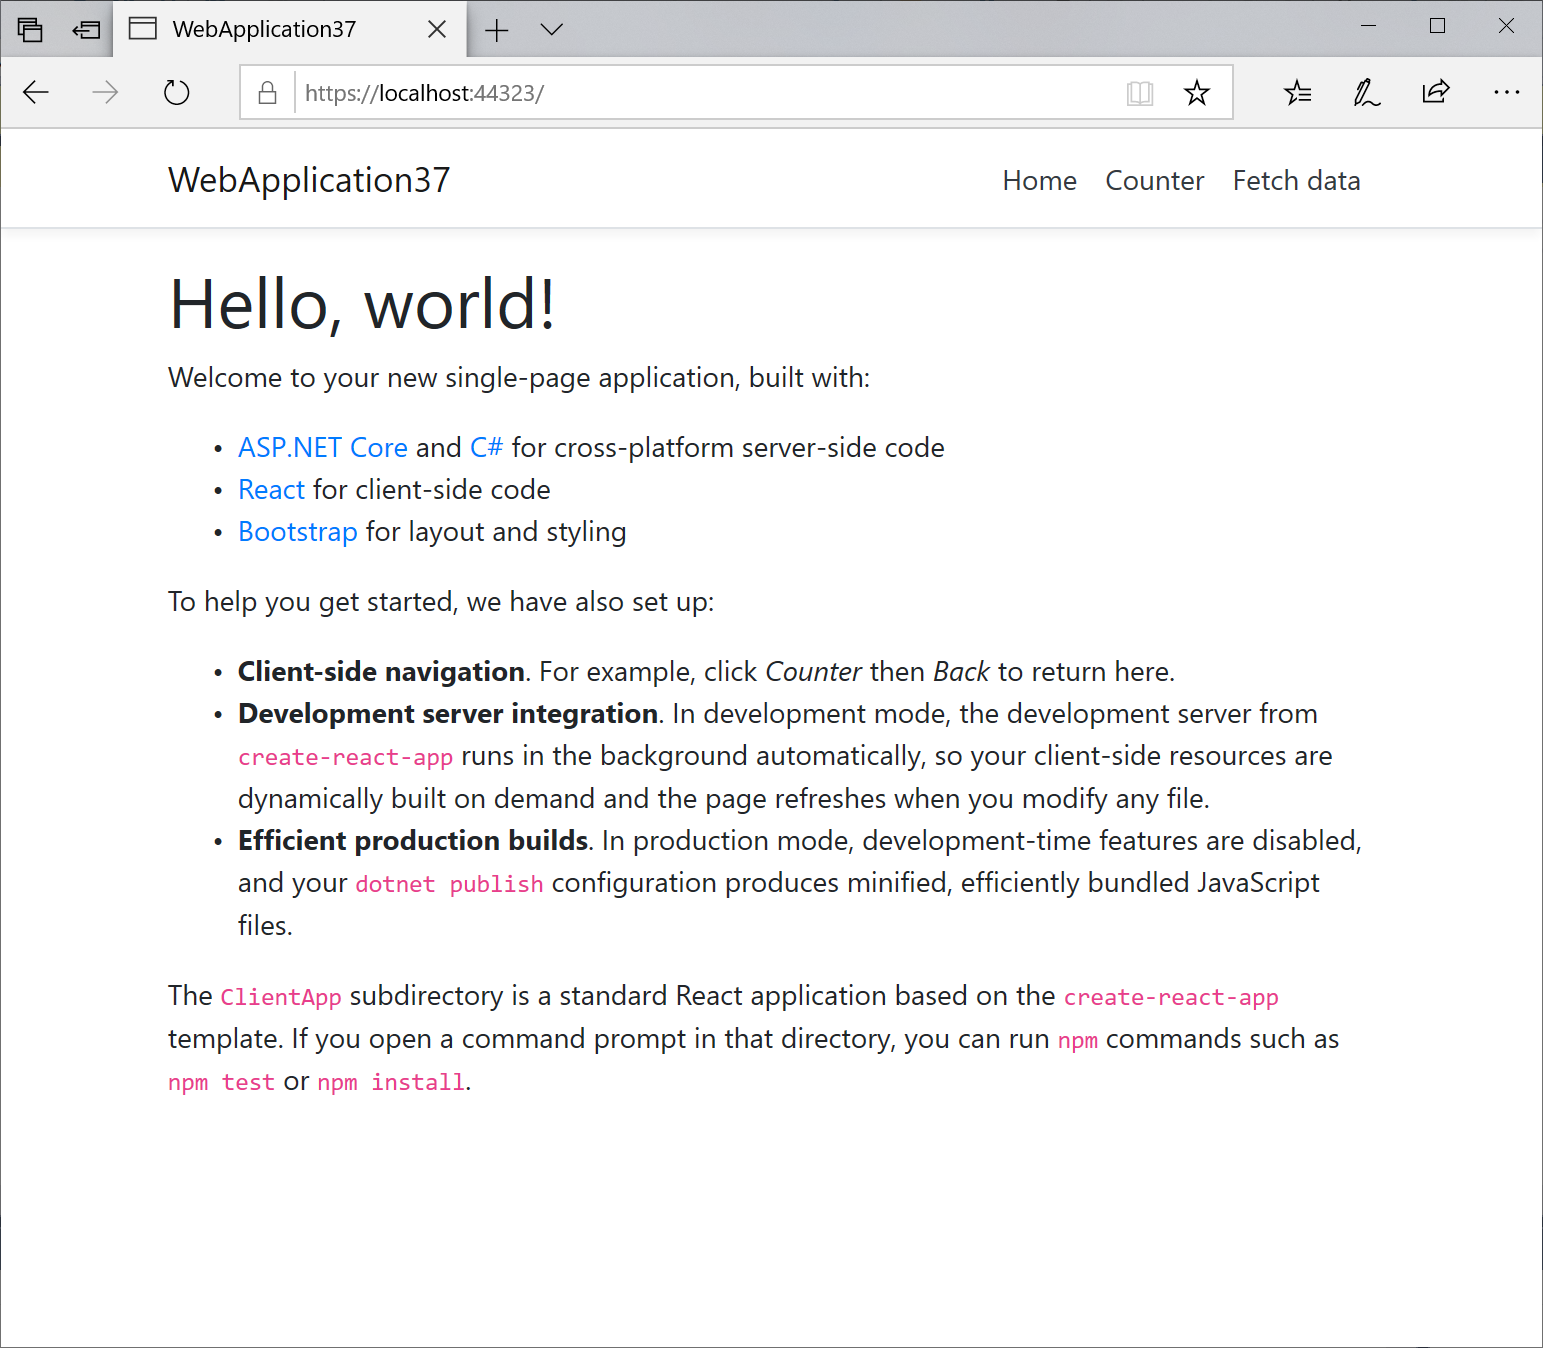 WebApplication37
https://localhost:44323/
WebApplication37 Home Counter Fetch data
Hello, world!
Welcome to your new single-page application, built with:
• ASP.NET Core and C# for cross-platform server-side code
• React for client-side code
• Bootstrap for layout and styling
To help you get started, we have also set up:
• Client-side navigation. For example, click Counter then Back to return here.
• Development server integration. In development mode, the development server from
create-react-app runs in the background automatically, so your client-side resources are
dynamically built on demand and the page refreshes when you modify any file.
• Efficient production builds. In production mode, development-time features are disabled,
and your dotnet publish configuration produces minified, efficiently bundled JavaScript
files.
The ClientApp subdirectory is a standard React application based on the create-react-app
template. If you open a command prompt in that directory, you can run npm commands such as
npm test or npm install.